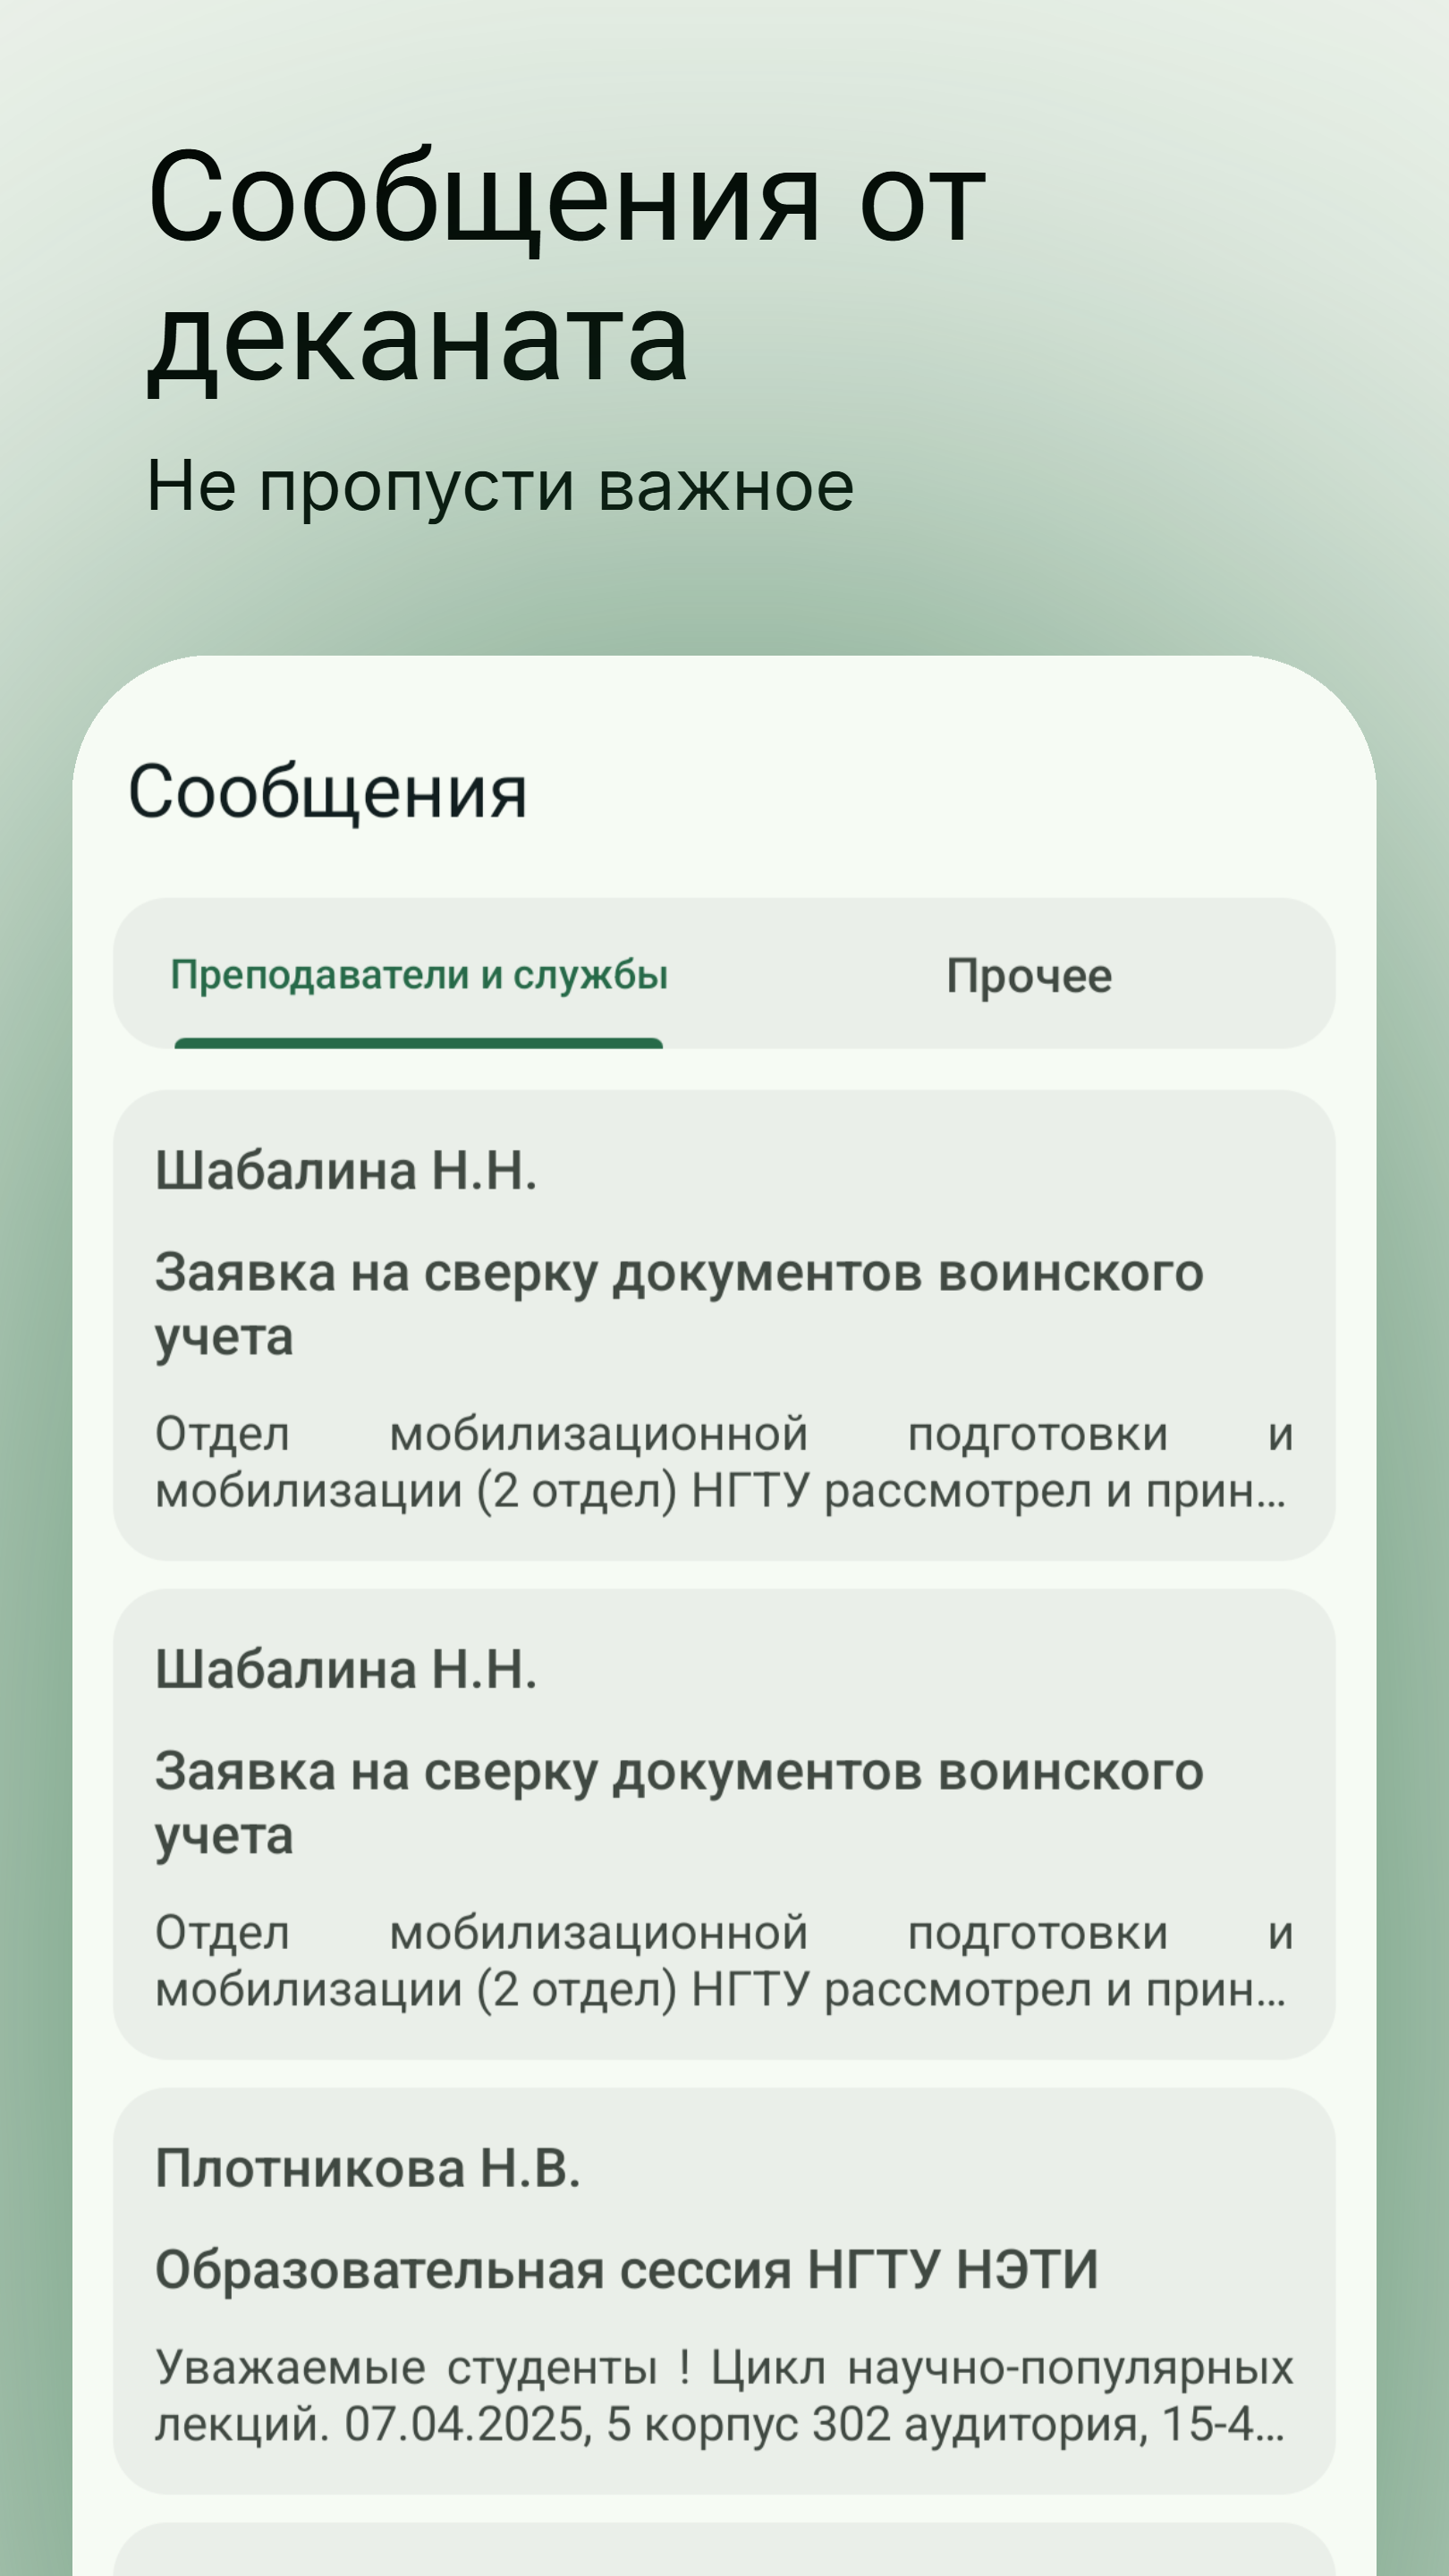 Сообщения от
деканата
Не пропусти важное
Сообщения
Преподаватели и службы
Прочее
Шабалина Н.Н.
Заявка на сверку документов воинского
учета
Отдел мобилизационной подготовки и
мобилизации (2 отдел) НГТУ рассмотрел и прин...
Шабалина Н.Н.
Заявка на сверку документов воинского
учета
Отдел мобилизационной подготовки и
мобилизации (2 отдел) НГТУ рассмотрел и прин...
Плотникова Н.В.
Образовательная сессия НГТУ НЭТИ
Уважаемые студенты ! Цикл научно-популярных
лекций. 07.04.2025, 5 корпус 302 аудитория, 15-4...